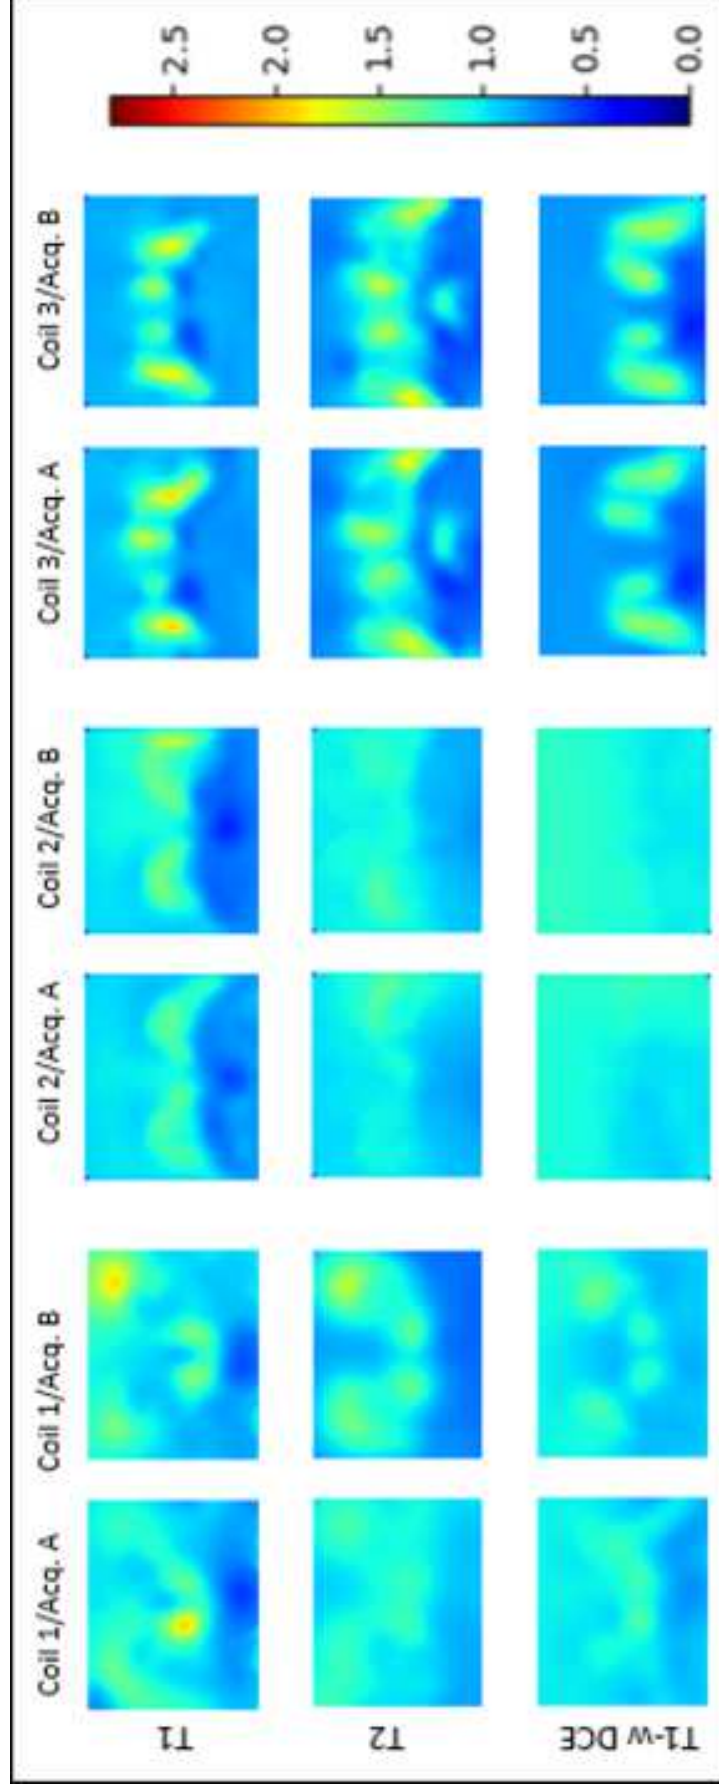 Coil 1/Acq. A
Coil 1/Acq. B
Coil 2/Acq. A
Coil 2/Acq. B
Coil 3/Acq. A
Coil 3/Acq. B
T1
T2
T1-w DCE
2.5
2.0
1.5
1.0
0.5
0.0